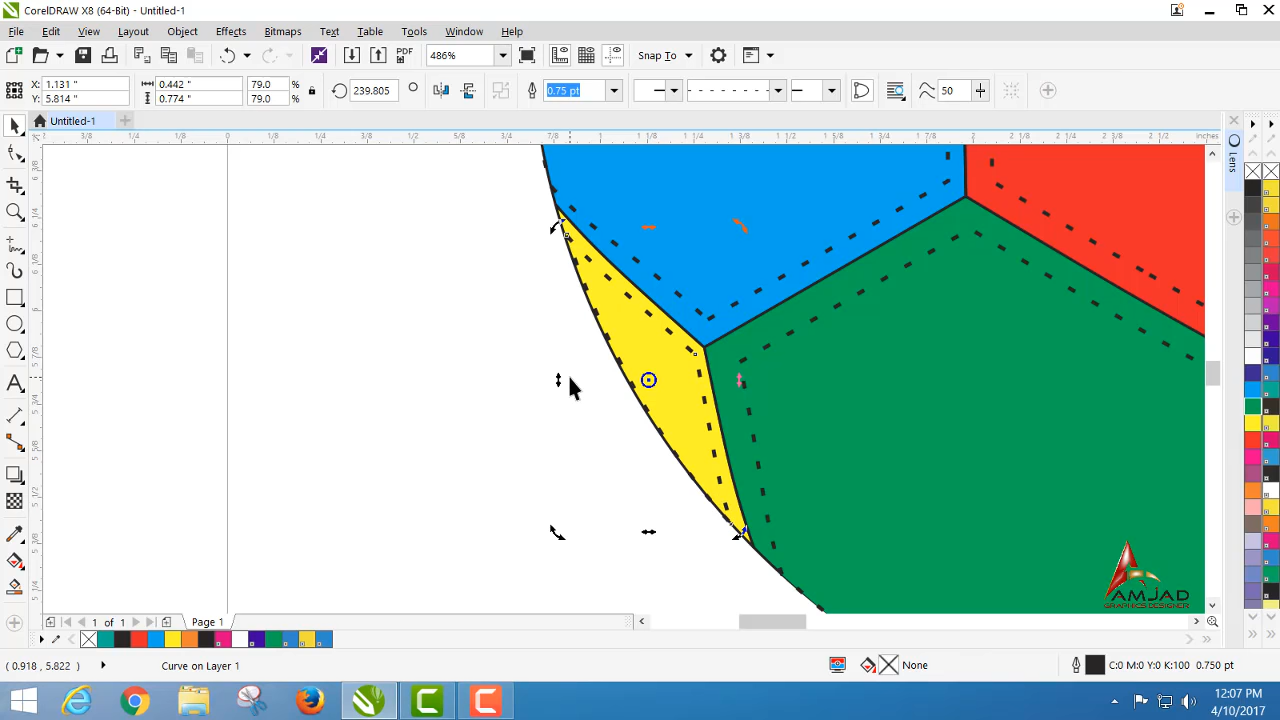 CorelDRAW X8 (64-Bit) - Untitled-1
File Edit View Layout Object Effects Bitmaps Text Table Tools Window Help
PDF 486% Snap To
X: 1.131 " 0.442 " 79.0 % 239.805 ° 0.75 pt 50
Y: 5.814 " 0.774 " 79.0 %
Untitled-1
inches
Lens
AMJAD
GRAPHICS DESIGNER
1 of 1 Page 1
( 0.918 , 5.822 ) Curve on Layer 1 None C:0 M:0 Y:0 K:100 0.750 pt
12:07 PM
4/10/2017